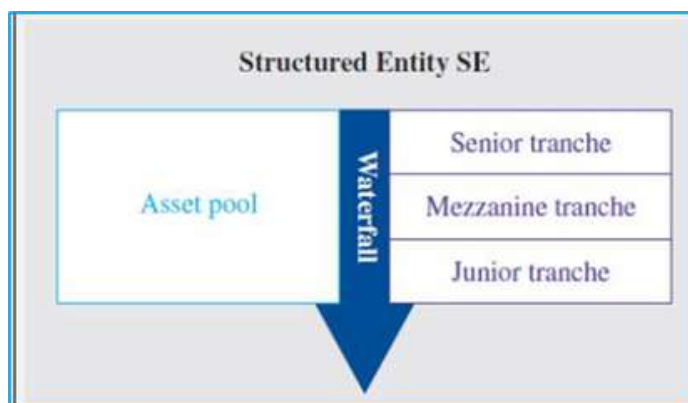 Structured Entity SE
Asset pool
Waterfall
Senior tranche
Mezzanine tranche
Junior tranche